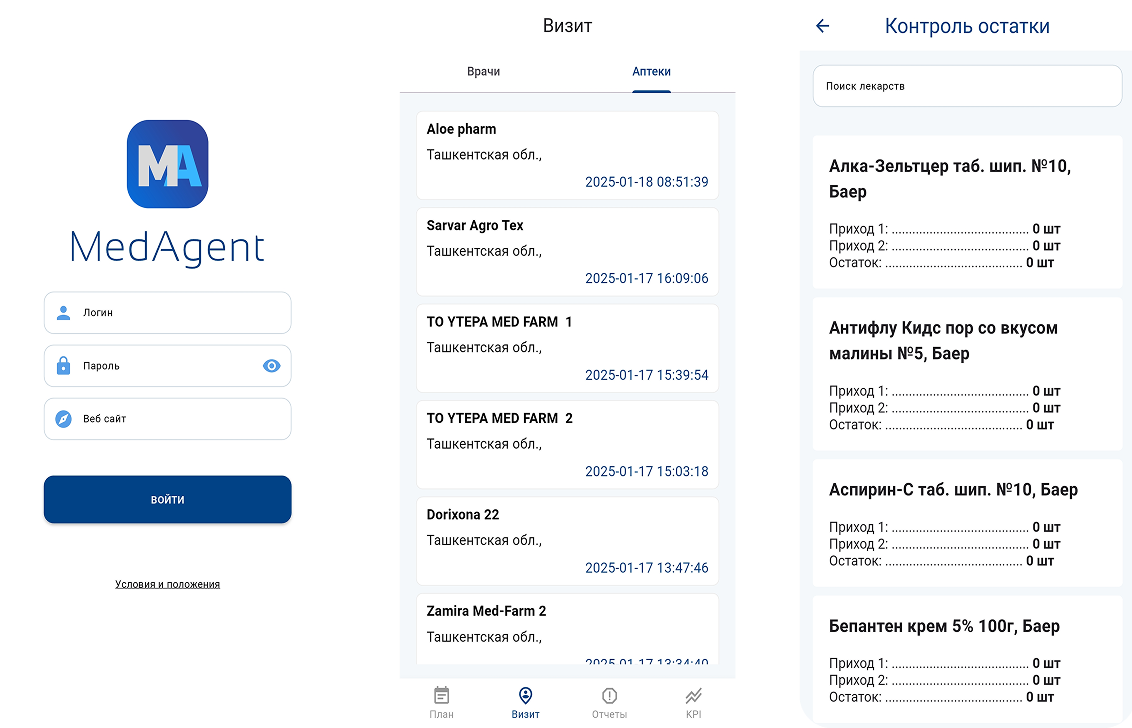 MA
MedAgent
Логин
Пароль
Веб сайт
ВОЙТИ
Условия и положения
Визит
Врачи
Аптеки
Aloe pharm
Ташкентская обл.,
2025-01-18 08:51:39
Sarvar Agro Tex
Ташкентская обл.,
2025-01-17 16:09:06
TO YTEPA MED FARM  1
Ташкентская обл.,
2025-01-17 15:39:54
TO YTEPA MED FARM  2
Ташкентская обл.,
2025-01-17 15:03:18
Dorixona 22
Ташкентская обл.,
2025-01-17 13:47:46
Zamira Med-Farm 2
Ташкентская обл.,
2025-01-17 13:34:40
План
Визит
Отчеты
KPI
Контроль остатки
Поиск лекарств
Алка-Зельтцер таб. шип. №10,
Баер
Приход 1: .................................... 0 шт
Приход 2: .................................... 0 шт
Остаток: .................................... 0 шт
Антифлу Кидс пор со вкусом
малины №5, Баер
Приход 1: .................................... 0 шт
Приход 2: .................................... 0 шт
Остаток: .................................... 0 шт
Аспирин-С таб. шип. №10, Баер
Приход 1: .................................... 0 шт
Приход 2: .................................... 0 шт
Остаток: .................................... 0 шт
Бепантен крем 5% 100г, Баер
Приход 1: .................................... 0 шт
Приход 2: .................................... 0 шт
Остаток: .................................... 0 шт